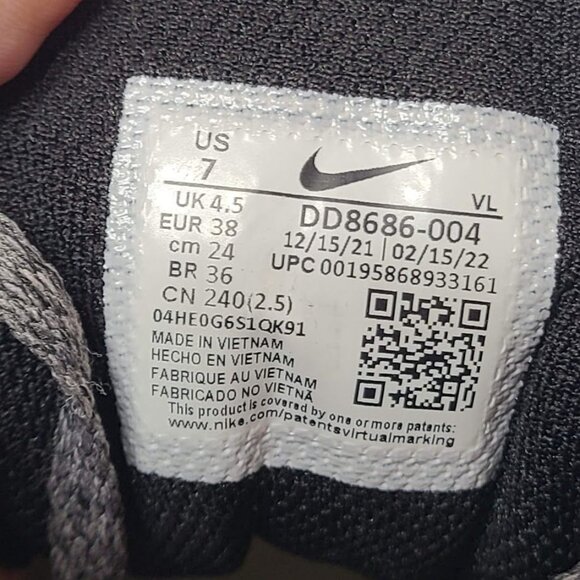 US
7
UK 4.5
EUR 38
cm 24
BR 36
CN 240(2.5)
VL
DD8686-004
12/15/21 | 02/15/22
UPC 00195868933161
04HE0G6S1QK91
MADE IN VIETNAM
HECHO EN VIETNAM
FABRIQUE AU VIETNAM
FABRICADO NO VIETNÃ
This product is covered by one or more patents:
www.nike.com/patentsvirtualmarking